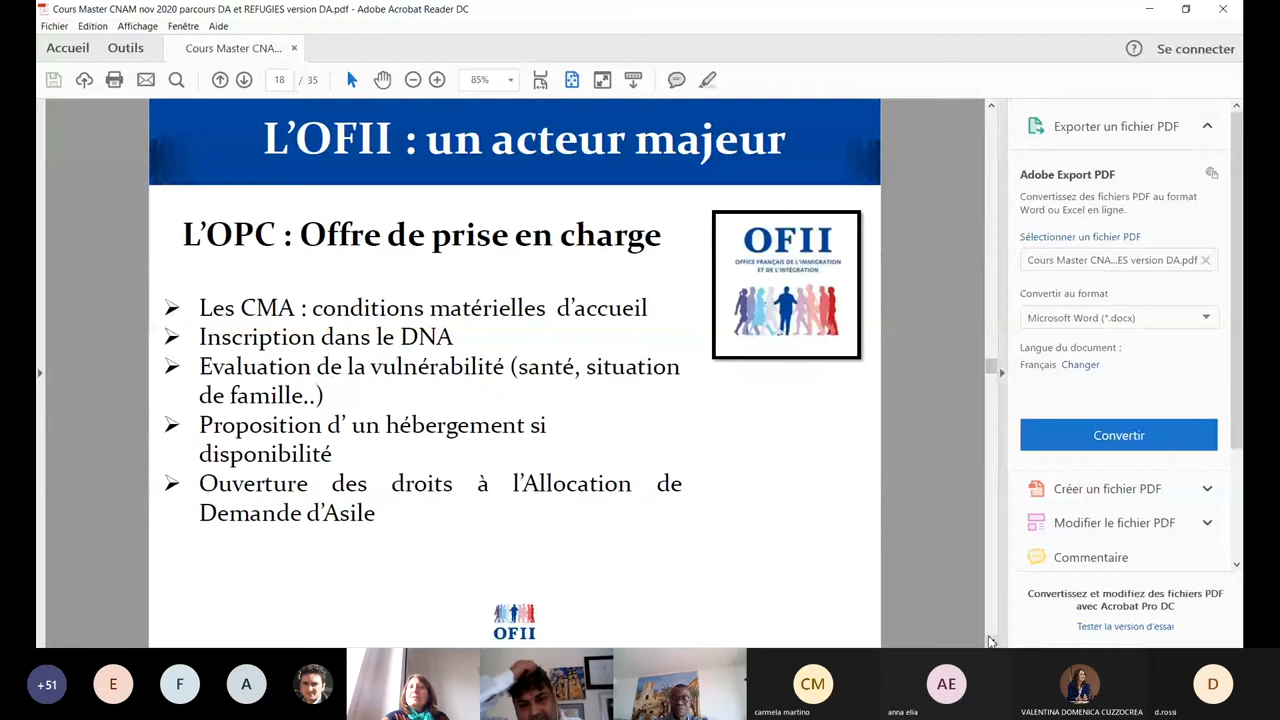 Cours Master CNAM nov 2020 parcours DA et REFUGIES version DA.pdf - Adobe Acrobat Reader DC
Fichier Edition Affichage Fenêtre Aide
Accueil Outils Cours Master CNA... × Se connecter
18 / 35 85%
L'OFII : un acteur majeur
L'OPC : Offre de prise en charge
OFII
OFFICE FRANÇAIS DE L'IMMIGRATION
ET DE L'INTÉGRATION
Les CMA : conditions matérielles d'accueil
Inscription dans le DNA
Evaluation de la vulnérabilité (santé, situation
de famille..)
Proposition d' un hébergement si
disponibilité
Ouverture des droits à l'Allocation de
Demande d'Asile
OFII
Exporter un fichier PDF
Adobe Export PDF
Convertissez des fichiers PDF au format
Word ou Excel en ligne.
Sélectionner un fichier PDF
Cours Master CNA...ES version DA.pdf ×
Convertir au format
Microsoft Word (*.docx)
Langue du document :
Français Changer
Convertir
Créer un fichier PDF
Modifier le fichier PDF
Commentaire
Convertissez et modifiez des fichiers PDF
avec Acrobat Pro DC
Tester la version d'essai
+51 E F A CM AE D
carmela martino anna elia VALENTINA DOMENICA CUZZOCREA d.rossi